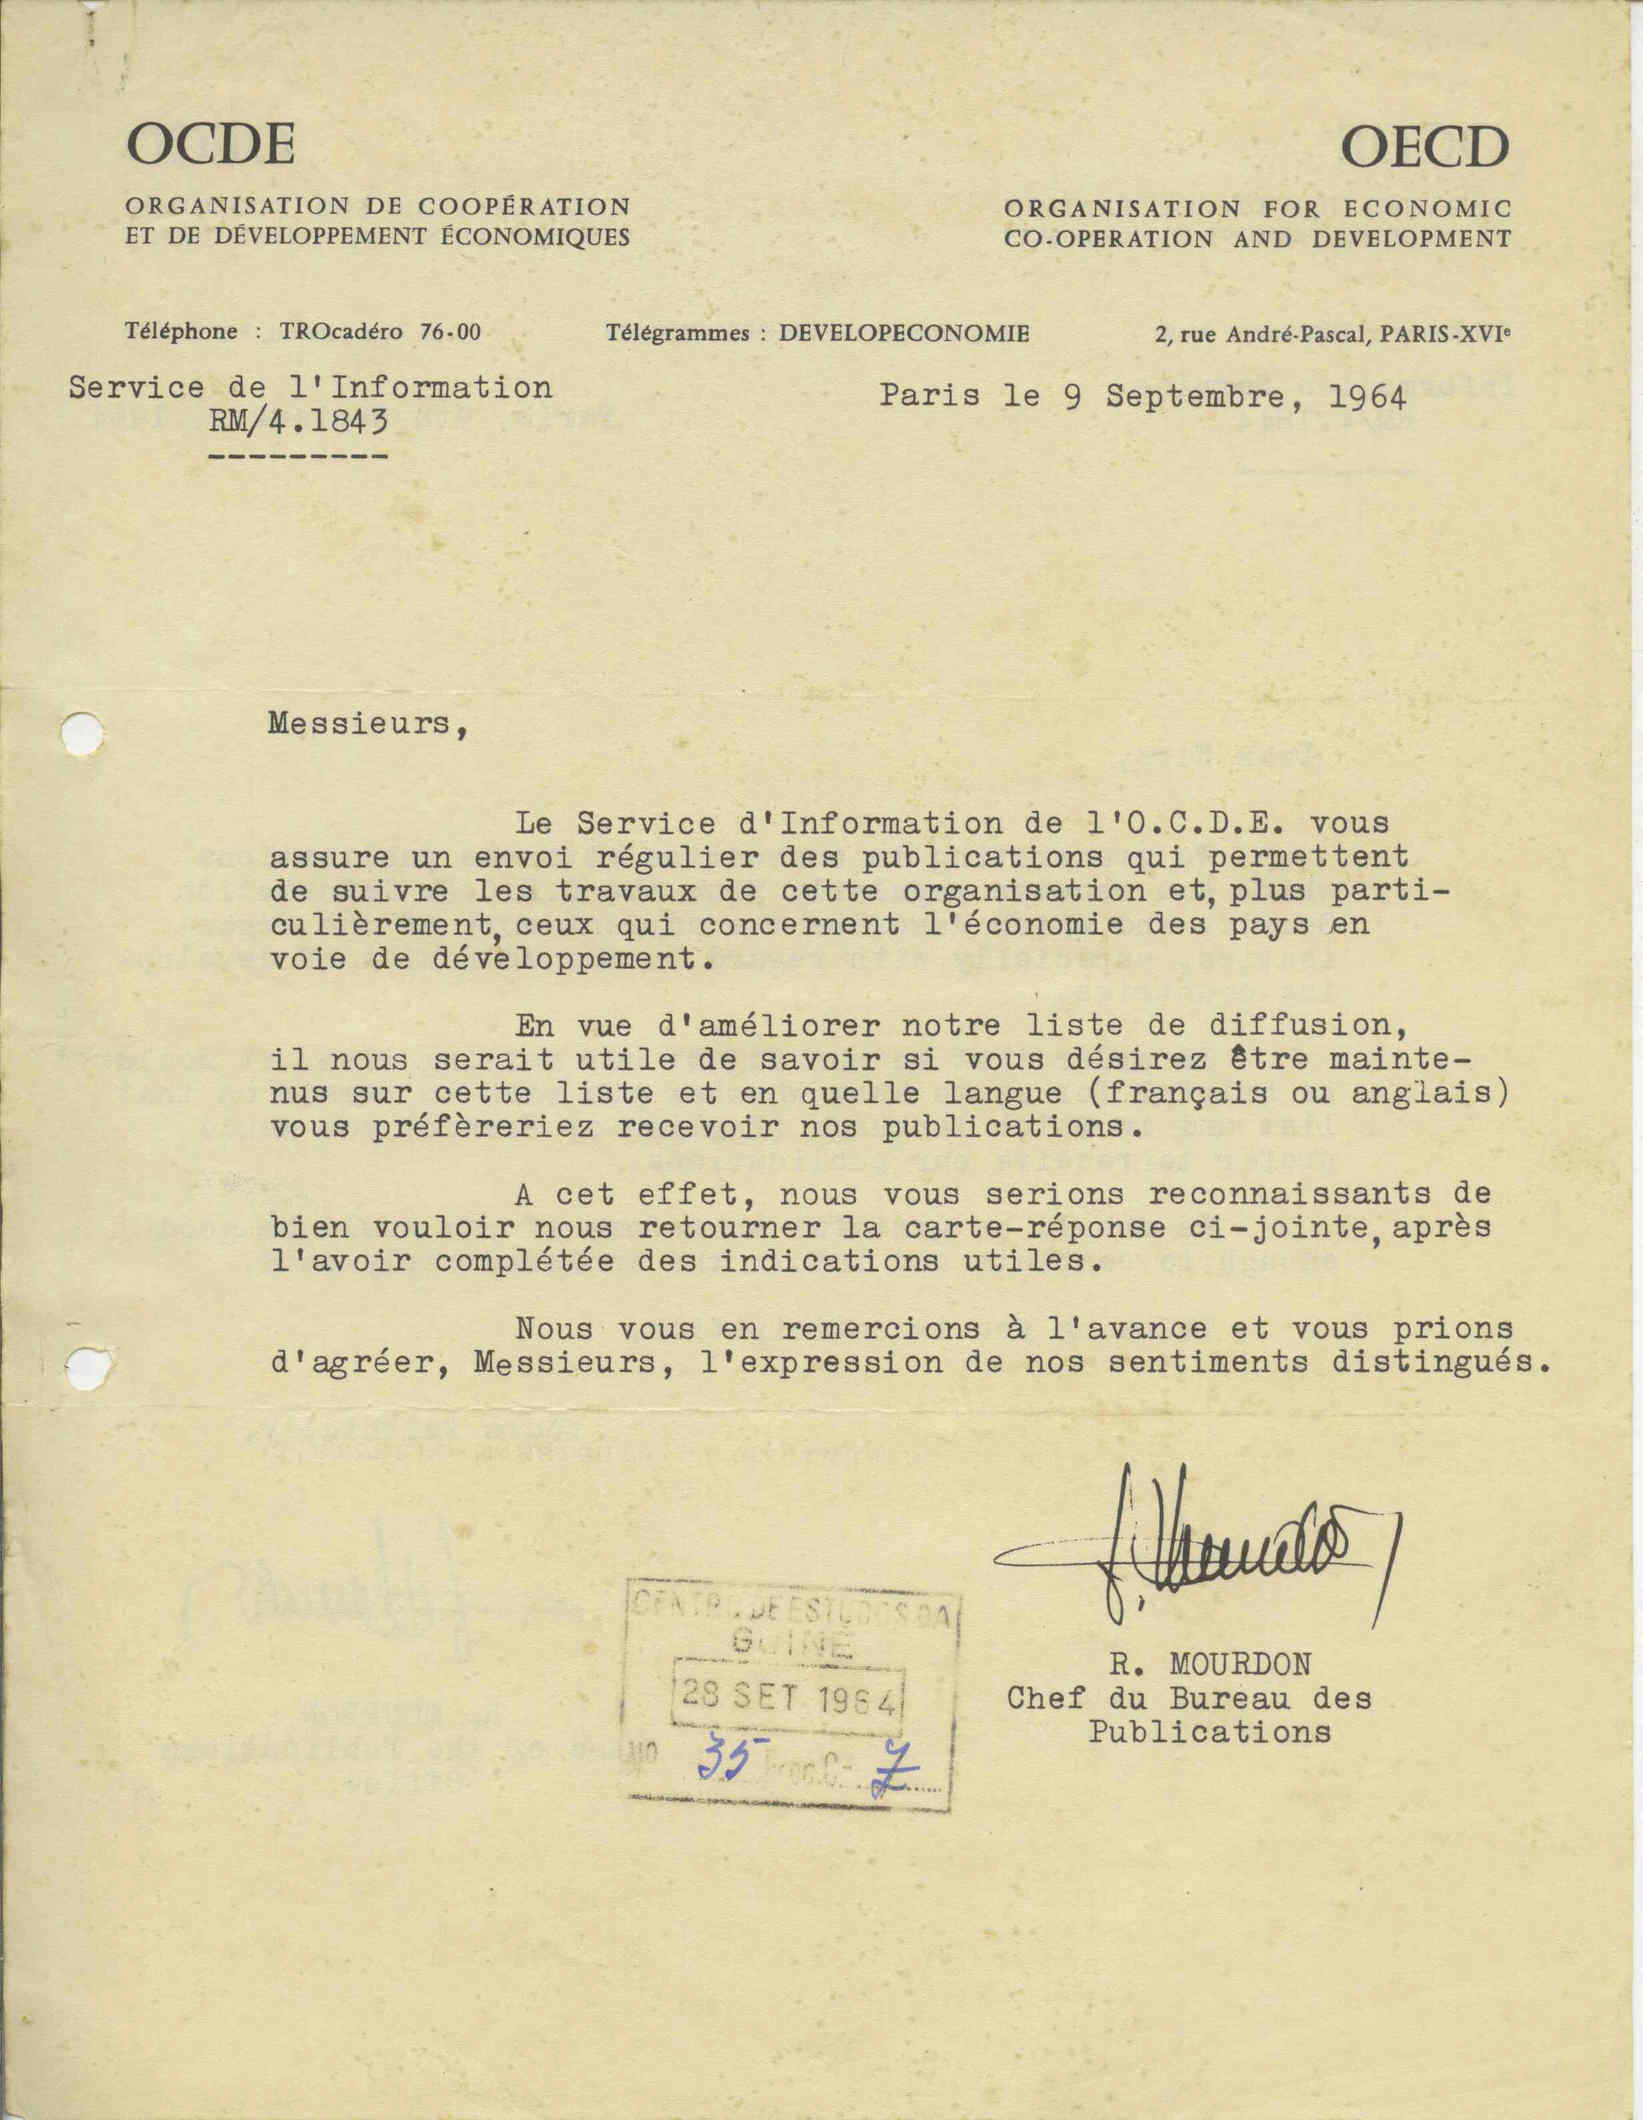 OCDE
OECD
ORGANISATION DE COOPÉRATION
ET DE DÉVELOPPEMENT ÉCONOMIQUES
ORGANISATION FOR ECONOMIC
CO-OPERATION AND DEVELOPMENT
Téléphone : TROcadéro 76-00
Télégrammes : DEVELOPECONOMIE
2, rue André-Pascal, PARIS-XVIe
Service de l'Information
RM/4.1843
Paris le 9 Septembre, 1964
Messieurs,
Le Service d'Information de l'O.C.D.E. vous
assure un envoi régulier des publications qui permettent
de suivre les travaux de cette organisation et, plus parti-
culièrement, ceux qui concernent l'économie des pays en
voie de développement.
En vue d'améliorer notre liste de diffusion,
il nous serait utile de savoir si vous désirez être mainte-
nus sur cette liste et en quelle langue (français ou anglais)
vous préfèreriez recevoir nos publications.
A cet effet, nous vous serions reconnaissants de
bien vouloir nous retourner la carte-réponse ci-jointe, après
l'avoir complétée des indications utiles.
Nous vous en remercions à l'avance et vous prions
d'agréer, Messieurs, l'expression de nos sentiments distingués.
R. MOURDON
Chef du Bureau des
Publications
CENTRO DE ESTUDOS DA
GUINÉ
28 SET 1964
Nº 35 7